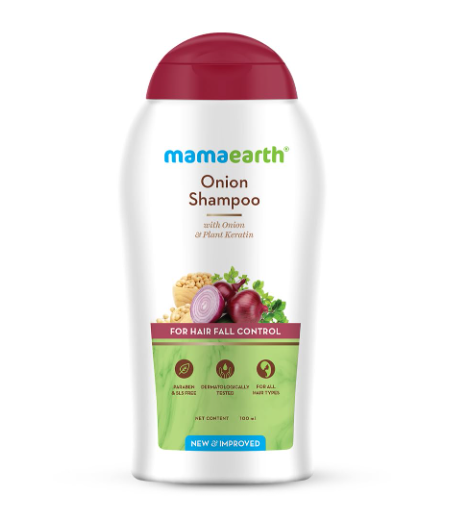 mamaearth®
Onion
Shampoo
with Onion
& Plant Keratin
FOR HAIR FALL CONTROL
PARABEN
& SLS FREE
DERMATOLOGICALLY
TESTED
FOR ALL
HAIR TYPES
NET CONTENT 100 ml
NEW & IMPROVED